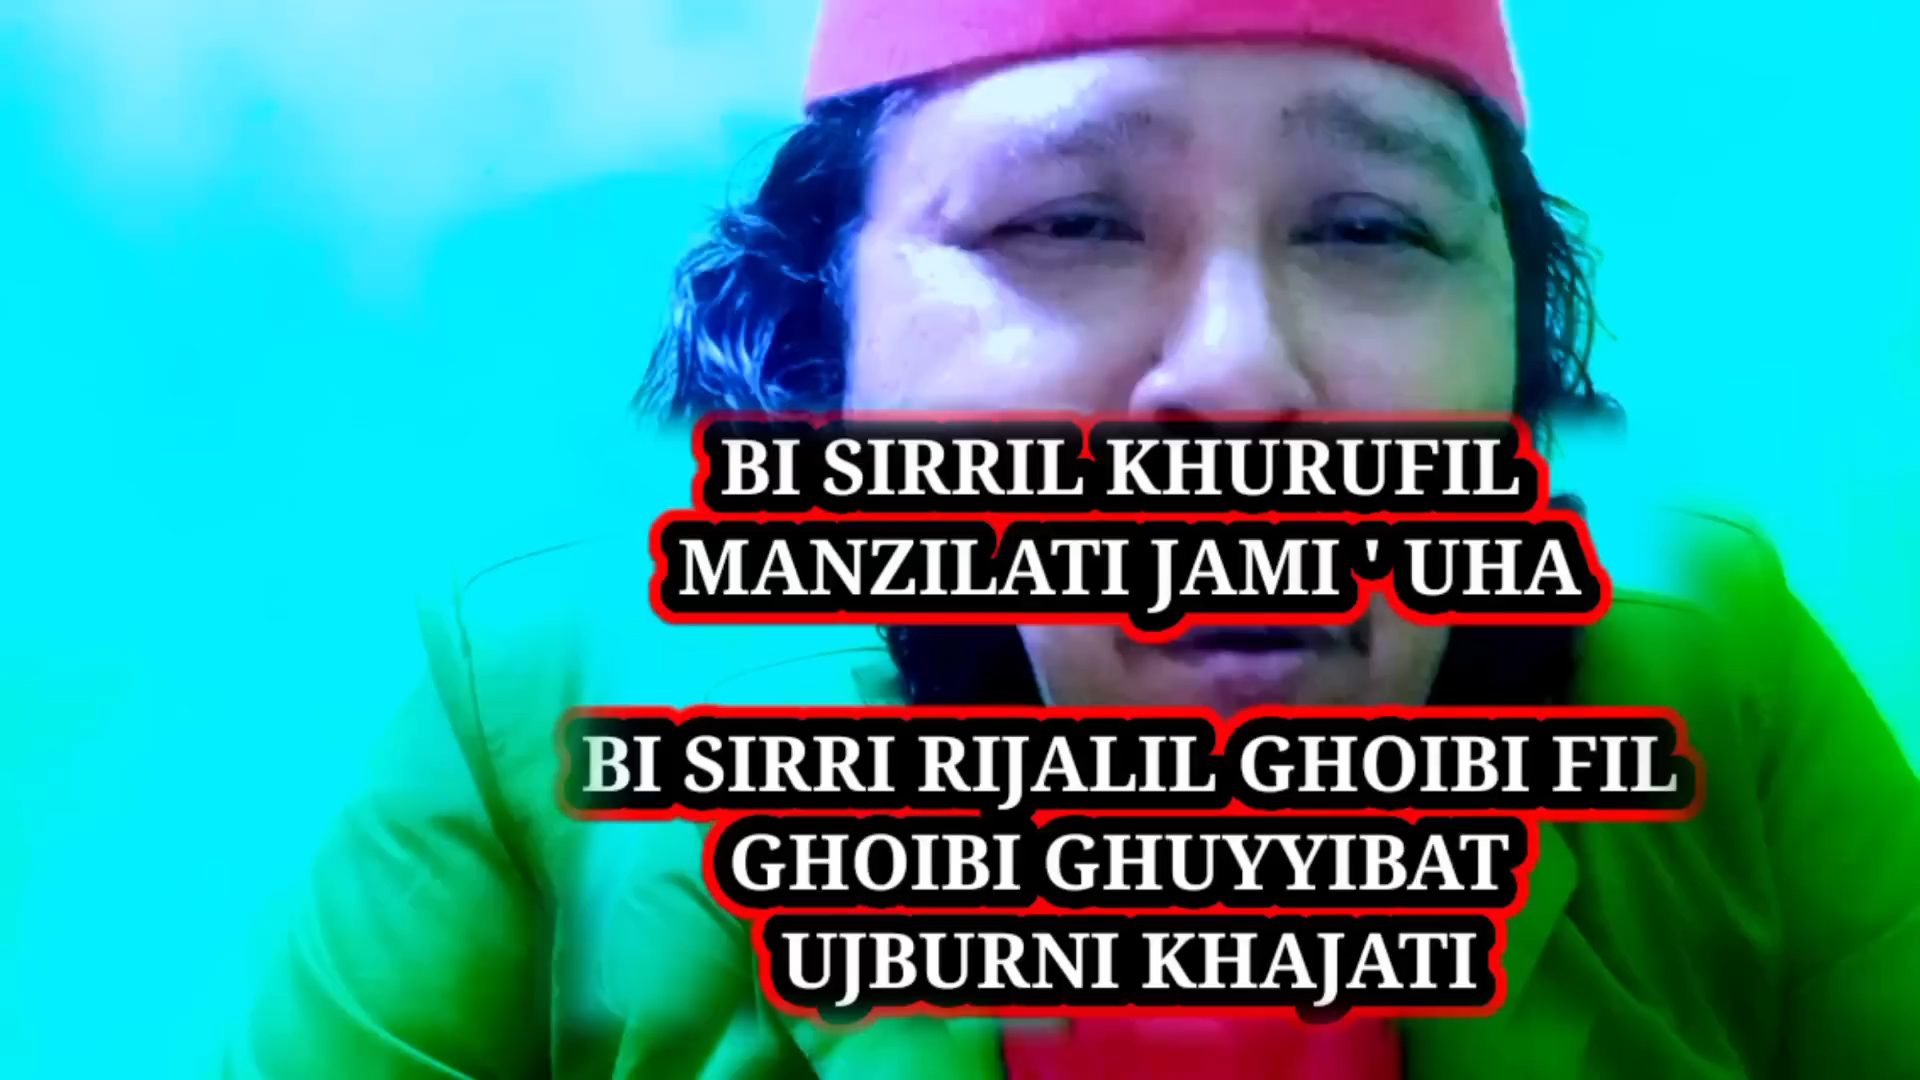 BI SIRRIL KHURUFIL
MANZILATI JAMI ' UHA
BI SIRRI RIJALIL GHOIBI FIL
GHOIBI GHUYYIBAT
UJBURNI KHAJATI